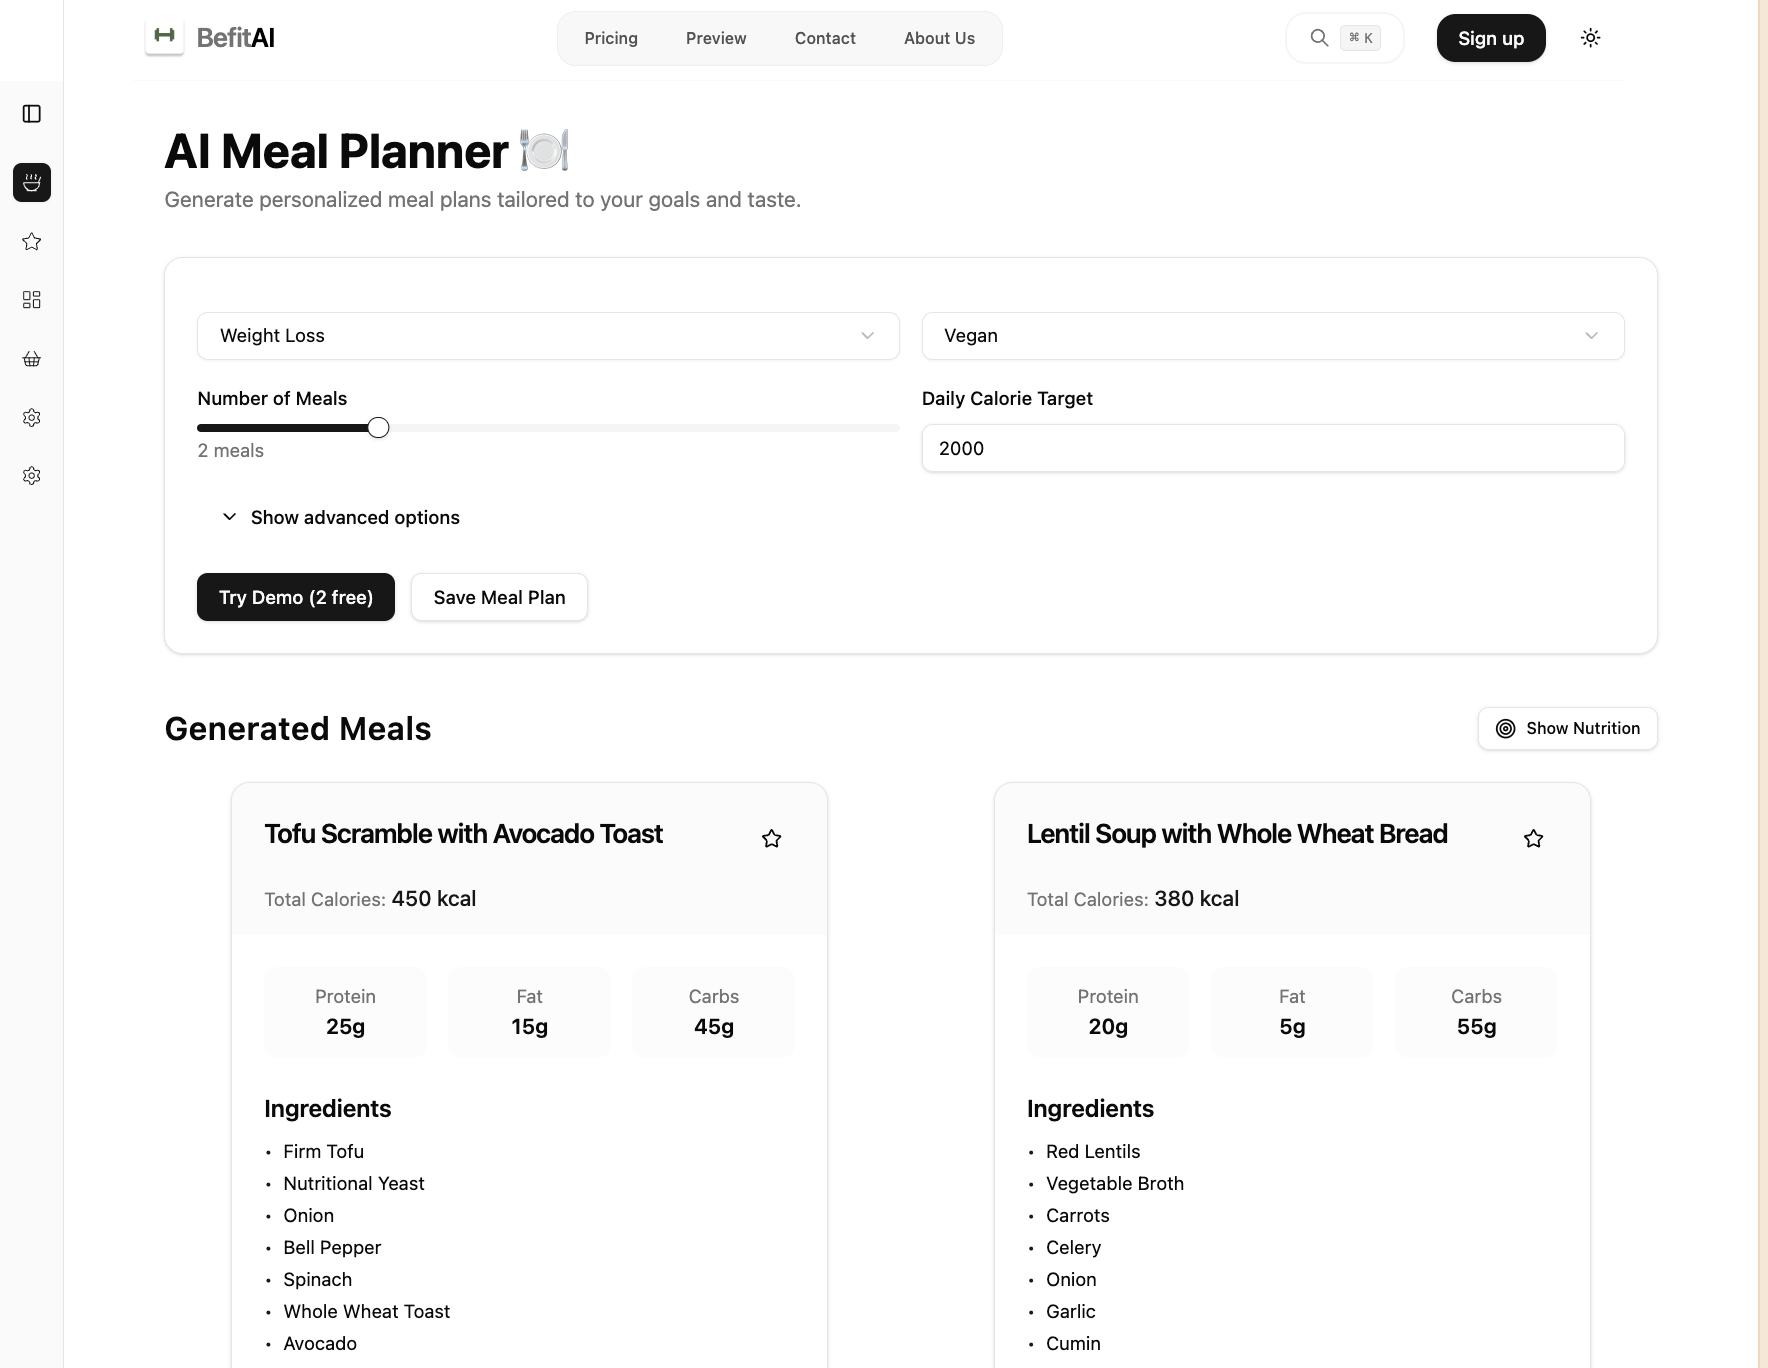 BefitAI
Pricing Preview Contact About Us
⌘ K
Sign up
AI Meal Planner 🍽️
Generate personalized meal plans tailored to your goals and taste.
Weight Loss
Vegan
Number of Meals
2 meals
Daily Calorie Target
2000
Show advanced options
Try Demo (2 free)
Save Meal Plan
Generated Meals
Show Nutrition
Tofu Scramble with Avocado Toast
Total Calories: 450 kcal
Protein
25g
Fat
15g
Carbs
45g
Ingredients
• Firm Tofu
• Nutritional Yeast
• Onion
• Bell Pepper
• Spinach
• Whole Wheat Toast
• Avocado
Lentil Soup with Whole Wheat Bread
Total Calories: 380 kcal
Protein
20g
Fat
5g
Carbs
55g
Ingredients
• Red Lentils
• Vegetable Broth
• Carrots
• Celery
• Onion
• Garlic
• Cumin